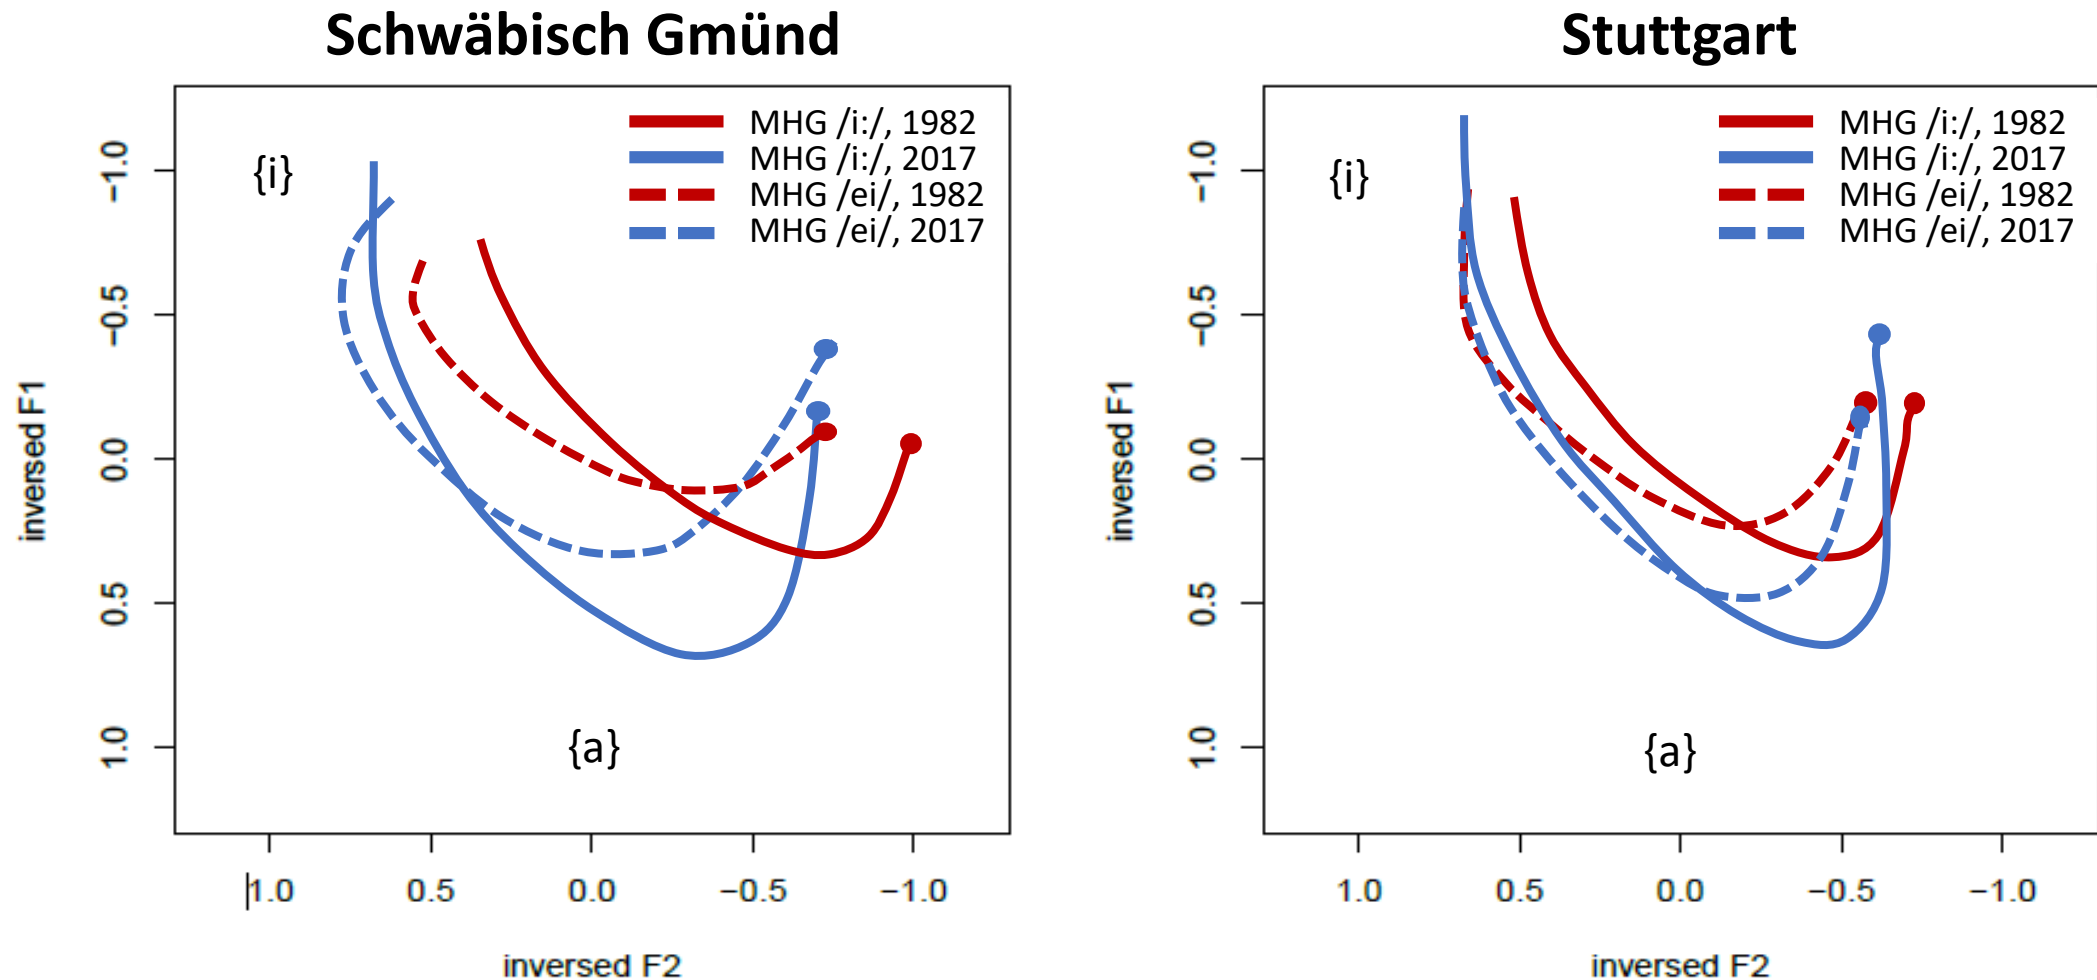 Schwäbisch Gmünd
MHG /i:/, 1982
MHG /i:/, 2017
MHG /ei/, 1982
MHG /ei/, 2017
{i}
{a}
−1.0
−0.5
0.0
0.5
1.0
inversed F1
1.0 0.5 0.0 −0.5 −1.0
inversed F2
Stuttgart
MHG /i:/, 1982
MHG /i:/, 2017
MHG /ei/, 1982
MHG /ei/, 2017
{i}
{a}
−1.0
−0.5
0.0
0.5
1.0
inversed F1
1.0 0.5 0.0 −0.5 −1.0
inversed F2